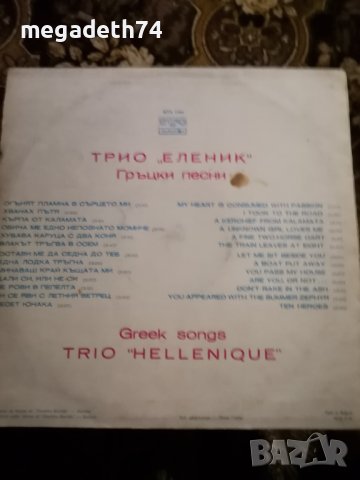 megadeth74
ТРИО „ЕЛЕНИК"
Гръцки песни
ОГЪНЯТ ПЛАМНА В СЪРЦЕТО МИ
ХВАНАХ ПЪТЯ
КЪРПА ОТ КАЛАМАТА
ОБИЧА МЕ ЕДНО НЕПОЗНАТО МОМИЧЕ
ХУБАВА КАРУЦА С ДВА КОНЯ
ВЛАКЪТ ТРЪГВА В ОСЕМ
ОСТАВИ МЕ ДА СЕДНА ДО ТЕБ
ЕДНА ЛОДКА ТРЪГНА
МИНАВАШ КРАЙ КЪЩАТА МИ
ДАЛИ СИ, ИЛИ НЕ СИ
НЕ РОВИ В ПЕПЕЛТА
ТИ СЕ ЯВИ С ЛЕТНИЯ ВЕТРЕЦ
ДЕСЕТ ЮНАКА
MY HEART IS CONSUMED WITH PASSION
I TOOK TO THE ROAD
A KERCHIEF FROM KALAMATA
A UNKNOWN GIRL LOVES ME
A FINE TWO-HORSE CART
THE TRAIN LEAVES AT EIGHT
LET ME SIT BESIDE YOU
A BOAT PUT AWAY
YOU PASS MY HOUSE
ARE YOU OR NOT
DON'T RAKE IN THE ASH
YOU APPEARED WITH THE SUMMER ZEPHYR
TEN HEROES
Greek songs
TRIO "HELLENIQUE"
BAZAR